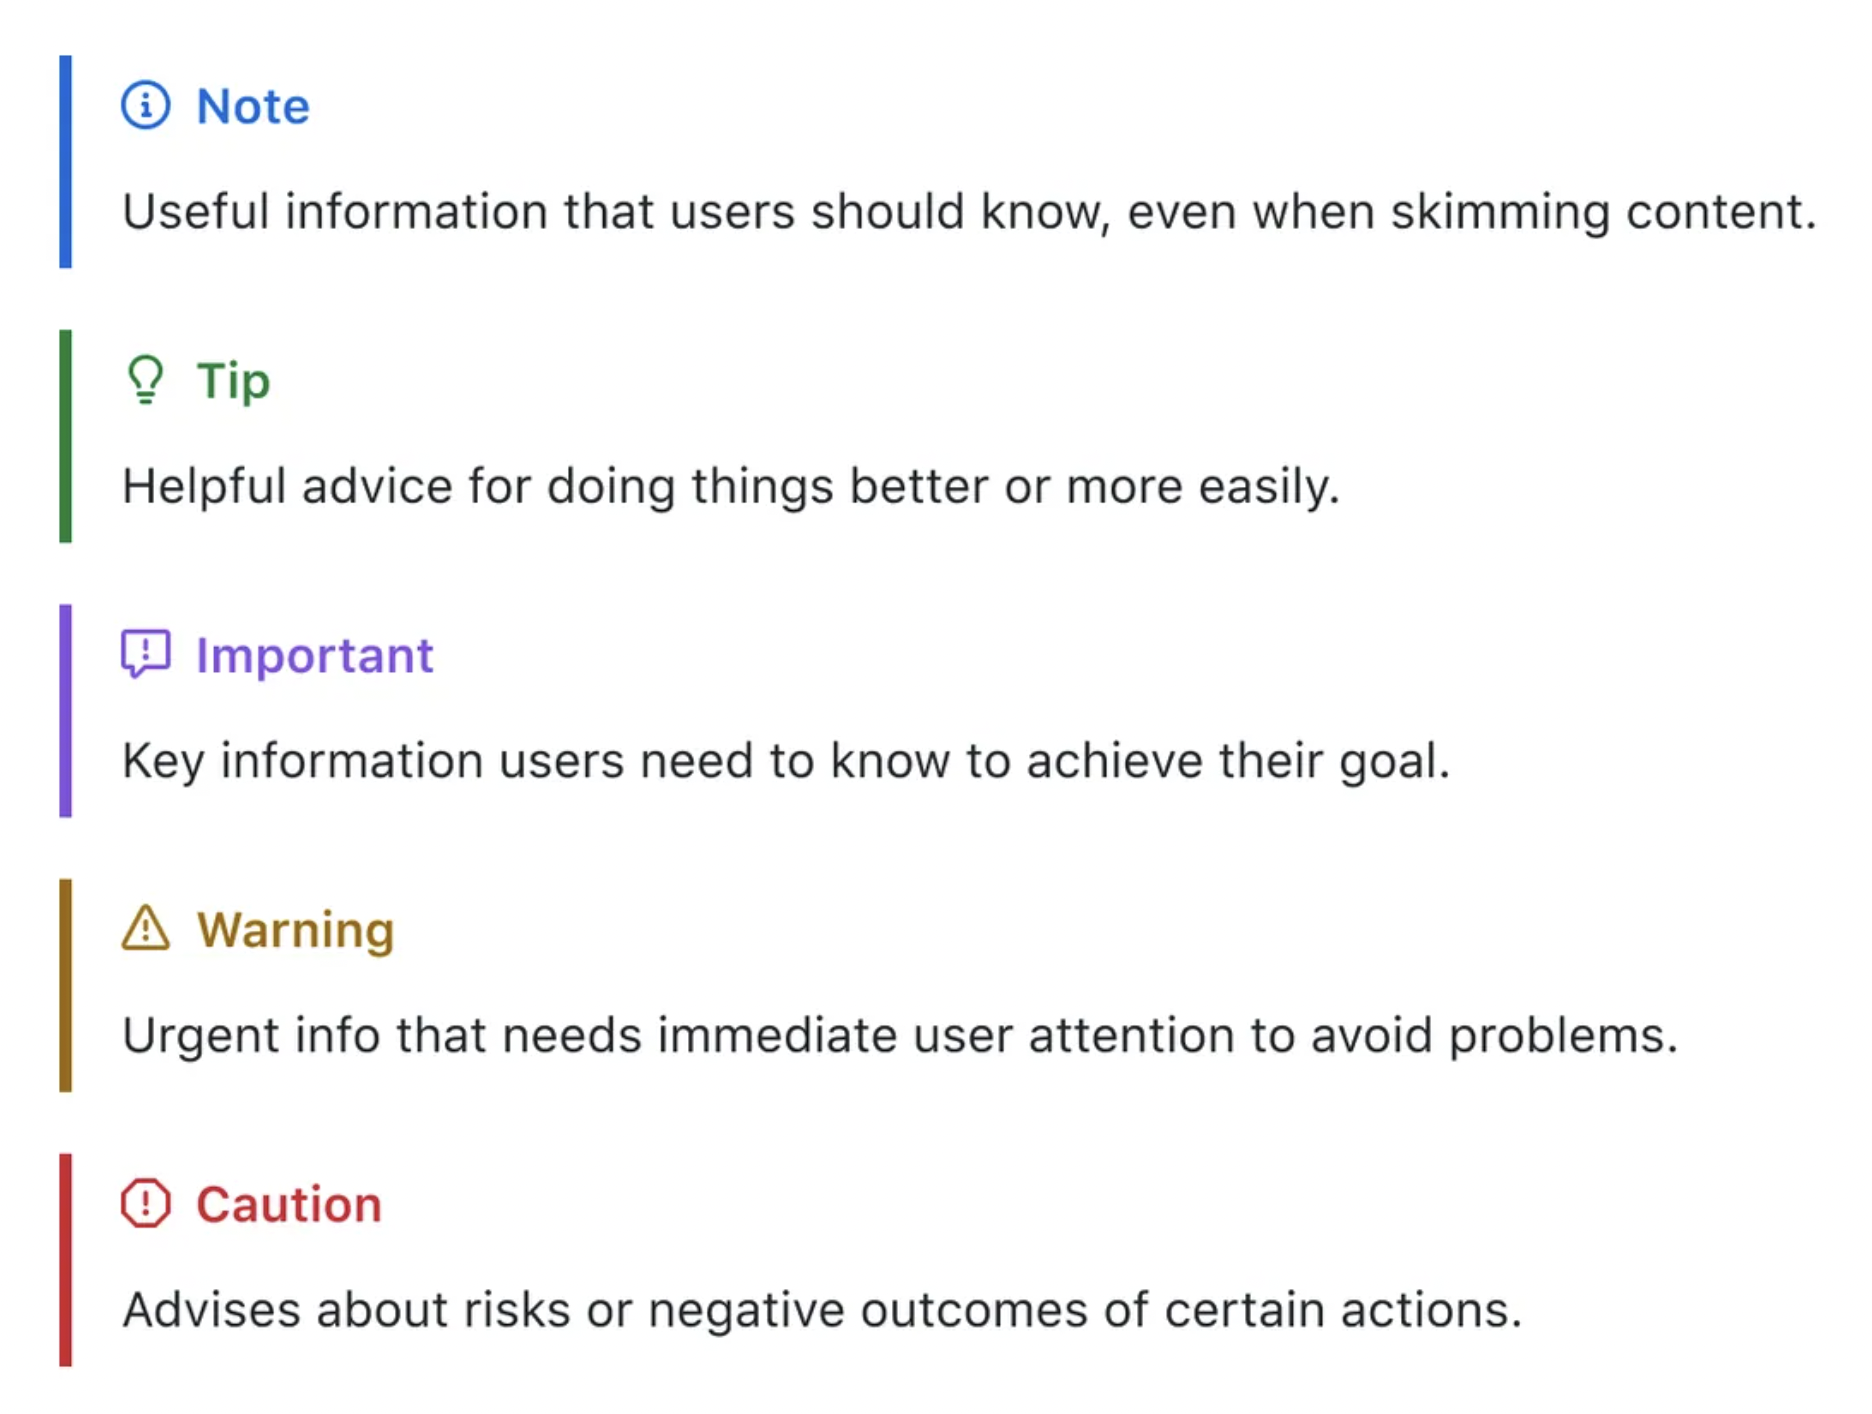 Note
Useful information that users should know, even when skimming content.
Tip
Helpful advice for doing things better or more easily.
Important
Key information users need to know to achieve their goal.
Warning
Urgent info that needs immediate user attention to avoid problems.
Caution
Advises about risks or negative outcomes of certain actions.